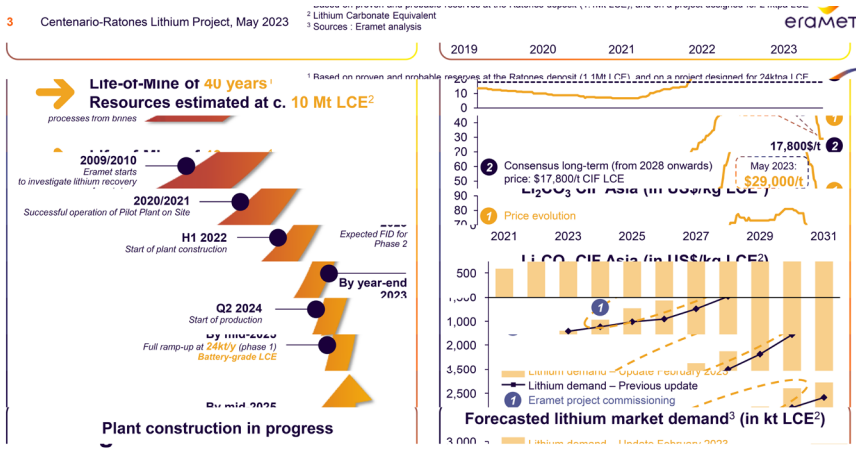 3 Centenario-Ratones Lithium Project, May 2023
² Lithium Carbonate Equivalent
³ Sources : Eramet analysis
eramet
2019 2020 2021 2022 2023
Life-of-Mine of 40 years¹
Resources estimated at c. 10 Mt LCE²
¹ Based on proven and probable reserves at the Ratones deposit (1.1Mt LCE), and on a project designed for 24ktpa LCE
20
10
0
1
processes from brines
40
50
60
50
17,800$/t 2
2009/2010
Eramet starts
to investigate lithium recovery
2 Consensus long-term (from 2028 onwards)
price: $17,800/t CIF LCE
May 2023:
$29,000/t
Li₂CO₃ CIF Asia (in US$/kg LCE
2020/2021
Successful operation of Pilot Plant on Site
90
80
70
1 Price evolution
H1 2022
Start of plant construction
Expected FID for
Phase 2
2021 2023 2025 2027 2029 2031
Li₂CO₃ CIF Asia (in US$/kg LCE²)
By year-end
2023
500
Q2 2024
Start of production
1
1,000
Full ramp-up at 24kt/y (phase 1)
Battery-grade LCE
2,000
3,500
Lithium demand – Update February 2023
Lithium demand – Previous update
1 Eramet project commissioning
2,500
By mid-2025
Plant construction in progress
Forecasted lithium market demand³ (in kt LCE²)
3,000
Lithium demand – Update February 2023